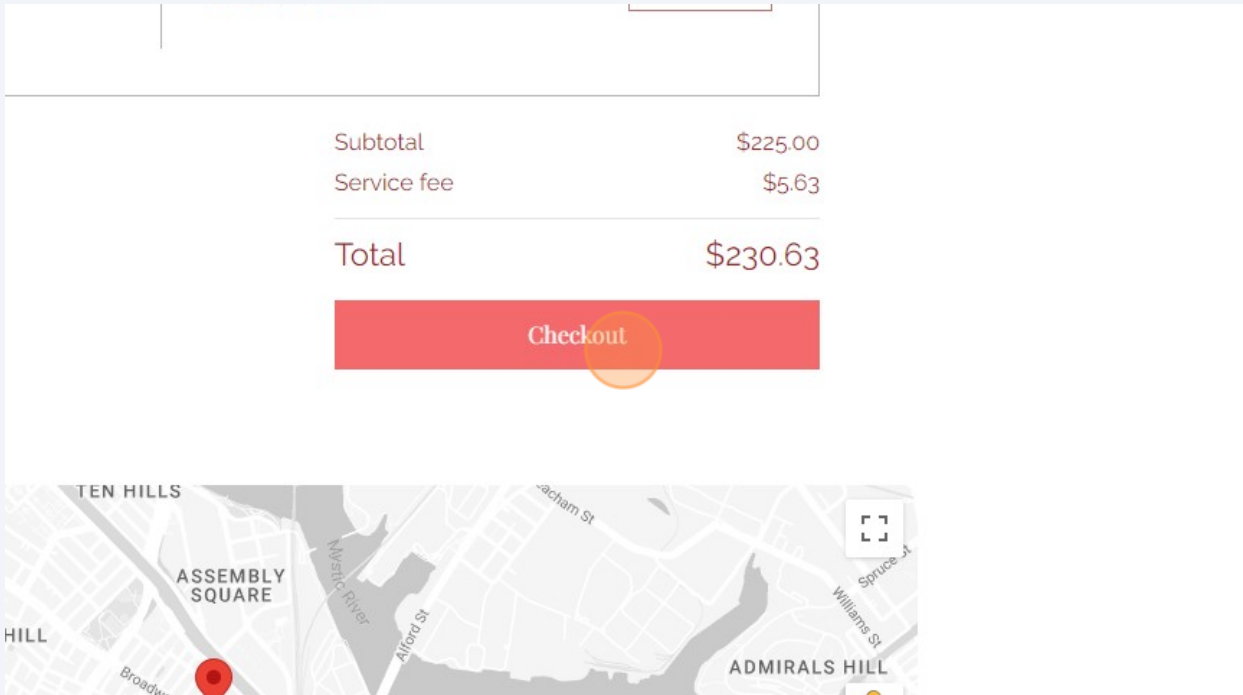 Subtotal $225.00
Service fee $5.63
Total $230.63
Checkout
TEN HILLS
St
Spruce St
ASSEMBLY
SQUARE
Mystic River
Alford St
Williams St
HILL
ADMIRALS HILL